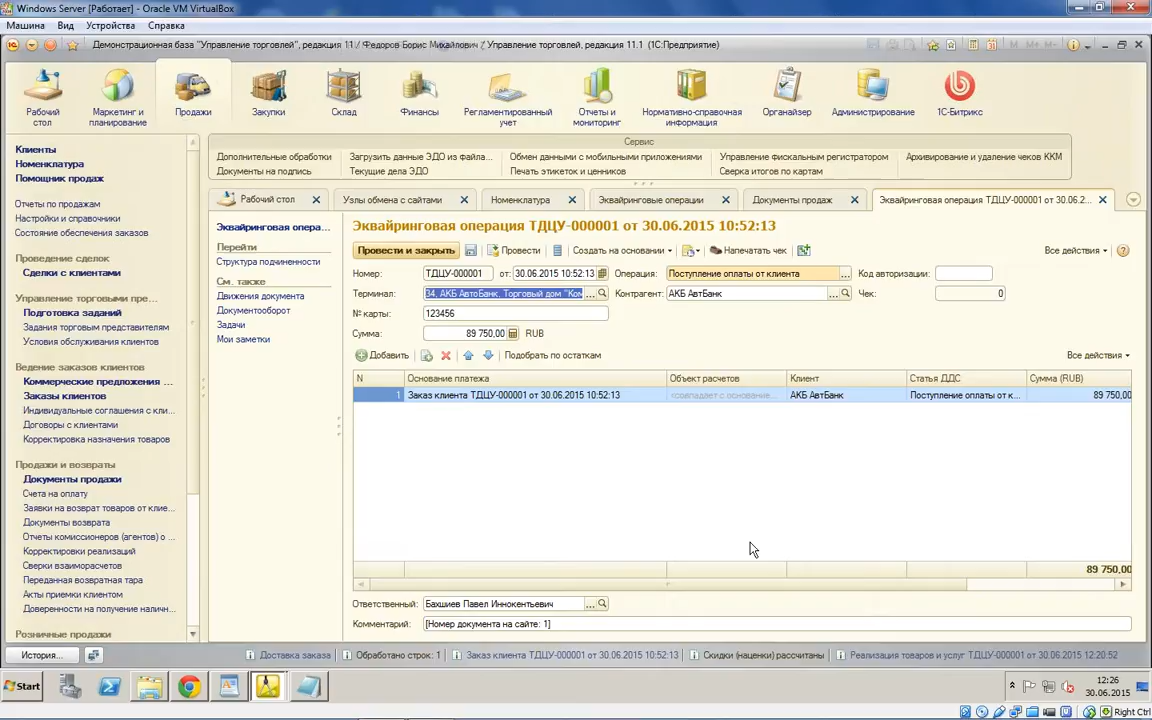 Windows Server [Работает] - Oracle VM VirtualBox
Машина Вид Устройства Справка
Демонстрационная база "Управление торговлей", редакция 11 / Федоров Борис Михайлович / Управление торговлей, редакция 11.1 (1С:Предприятие)
M M+ M-
Рабочий стол
Маркетинг и планирование
Продажи
Закупки
Склад
Финансы
Регламентированный учет
Отчеты и мониторинг
Нормативно-справочная информация
Органайзер
Администрирование
1С-Битрикс
Сервис
Дополнительные обработки Загрузить данные ЭДО из файла... Обмен данными с мобильными приложениями Управление фискальным регистратором Архивирование и удаление чеков ККМ
Документы на подпись Текущие дела ЭДО Печать этикеток и ценников Сверка итогов по картам
Рабочий стол Узлы обмена с сайтами Номенклатура Эквайринговые операции Документы продаж Эквайринговая операция ТДЦУ-000001 от 30.06.2...
Клиенты
Номенклатура
Помощник продаж
Отчеты по продажам
Настройки и справочники
Состояние обеспечения заказов
Проведение сделок
Сделки с клиентами
Управление торговыми пре...
Подготовка заданий
Задания торговым представителям
Условия обслуживания клиентов
Ведение заказов клиентов
Коммерческие предложения ...
Заказы клиентов
Индивидуальные соглашения с кли...
Договоры с клиентами
Корректировка назначения товаров
Продажи и возвраты
Документы продажи
Счета на оплату
Заявки на возврат товаров от клие...
Документы возврата
Отчеты комиссионеров (агентов) о ...
Корректировки реализаций
Сверки взаиморасчетов
Переданная возвратная тара
Акты приемки клиентом
Доверенности на получение наличн...
Розничные продажи
Эквайринговая опера...
Перейти
Структура подчиненности
См. также
Движения документа
Документооборот
Задачи
Мои заметки
Эквайринговая операция ТДЦУ-000001 от 30.06.2015 10:52:13
Провести и закрыть Провести Создать на основании Напечатать чек Все действия
Номер: ТДЦУ-000001 от: 30.06.2015 10:52:13 Операция: Поступление оплаты от клиента ... Код авторизации:
Терминал: 34, АКБ АвтоБанк, Торговый дом "Ком ... Контрагент: АКБ АвтБанк ... Чек: 0
№ карты: 123456
Сумма: 89 750,00 RUB
Добавить Подобрать по остаткам Все действия
N Основание платежа Объект расчетов Клиент Статья ДДС Сумма (RUB)
1 Заказ клиента ТДЦУ-000001 от 30.06.2015 10:52:13 <совпадает с основание... АКБ АвтБанк Поступление оплаты от к... 89 750,00
89 750,00
Ответственный: Бахшиев Павел Иннокентьевич ...
Комментарий: [Номер документа на сайте: 1]
История... Доставка заказа Обработано строк: 1 Заказ клиента ТДЦУ-000001 от 30.06.2015 10:52:13 Скидки (наценки) рассчитаны Реализация товаров и услуг ТДЦУ-000001 от 30.06.2015 12:20:52
Start
12:26
30.06.2015
Right Ctrl